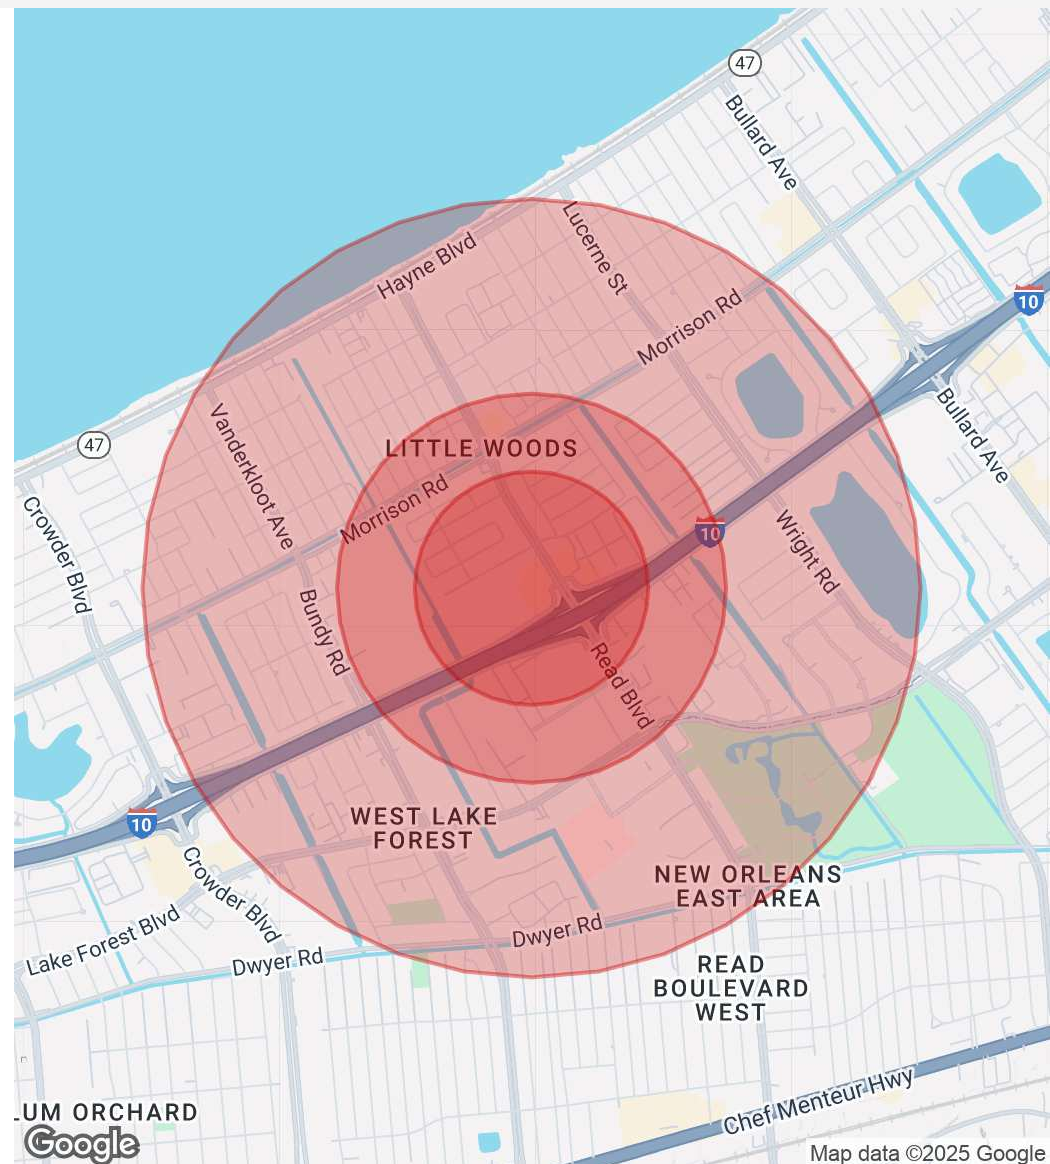 47
Bullard Ave
Lucerne St
Hayne Blvd
10
Morrison Rd
Vanderkloot Ave
Bullard Ave
47
LITTLE WOODS
Morrison Rd
Crowder Blvd
10
Wright Rd
Bundy Rd
Read Blvd
10
WEST LAKE
FOREST
Crowder Blvd
NEW ORLEANS
EAST AREA
Lake Forest Blvd
Dwyer Rd
Dwyer Rd
READ
BOULEVARD
WEST
Chef Menteur Hwy
LUM ORCHARD
Google
Map data ©2025 Google